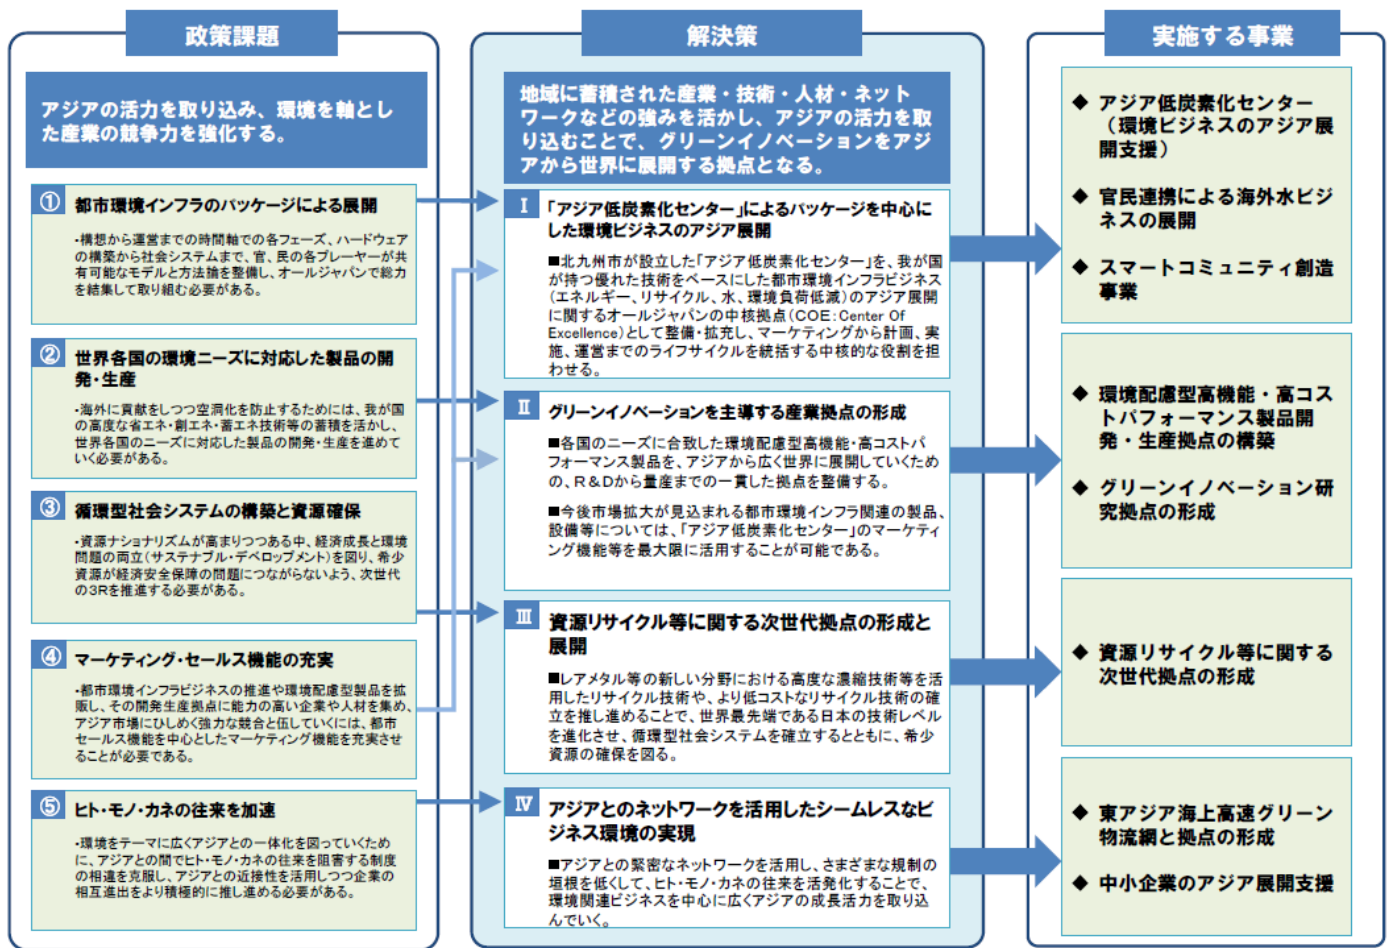 政策課題
アジアの活力を取り込み、環境を軸とし
た産業の競争力を強化する。
① 都市環境インフラのパッケージによる展開
・構想から運営までの時間軸での各フェーズ、ハードウェア
の構築から社会システムまで、官、民の各プレーヤーが共
有可能なモデルと方法論を整備し、オールジャパンで総力
を結集して取り組む必要がある。
② 世界各国の環境ニーズに対応した製品の開
発・生産
・海外に貢献をしつつ空洞化を防止するためには、我が国
の高度な省エネ・創エネ・蓄エネ技術等の蓄積を活かし、
世界各国のニーズに対応した製品の開発・生産を進めて
いく必要がある。
③ 循環型社会システムの構築と資源確保
・資源ナショナリズムが高まりつつある中、経済成長と環境
問題の両立(サステナブル・デベロップメント)を図り、希少
資源が経済安全保障の問題につながらないよう、次世代
の3Rを推進する必要がある。
④ マーケティング・セールス機能の充実
・都市環境インフラビジネスの推進や環境配慮型製品を拡
販し、その開発生産拠点に能力の高い企業や人材を集め、
アジア市場にひしめく強力な競合と伍していくには、都市
セールス機能を中心としたマーケティング機能を充実させ
ることが必要である。
⑤ ヒト・モノ・カネの往来を加速
・環境をテーマに広くアジアとの一体化を図っていくため
に、アジアとの間でヒト・モノ・カネの往来を阻害する制度
の相違を克服し、アジアとの近接性を活用しつつ企業の
相互進出をより積極的に推し進める必要がある。
解決策
地域に蓄積された産業・技術・人材・ネット
ワークなどの強みを活かし、アジアの活力を取
り込むことで、グリーンイノベーションをアジ
アから世界に展開する拠点となる。
Ⅰ 「アジア低炭素化センター」によるパッケージを中心に
した環境ビジネスのアジア展開
■北九州市が設立した「アジア低炭素化センター」を、我が国
が持つ優れた技術をベースにした都市環境インフラビジネス
(エネルギー、リサイクル、水、環境負荷低減)のアジア展開
に関するオールジャパンの中核拠点(COE:Center Of
Excellence)として整備・拡充し、マーケティングから計画、実
施、運営までのライフサイクルを統括する中核的な役割を担
わせる。
Ⅱ グリーンイノベーションを主導する産業拠点の形成
■各国のニーズに合致した環境配慮型高機能・高コストパ
フォーマンス製品を、アジアから広く世界に展開していくため
の、R&Dから量産までの一貫した拠点を整備する。
■今後市場拡大が見込まれる都市環境インフラ関連の製品、
設備等については、「アジア低炭素化センター」のマーケティ
ング機能等を最大限に活用することが可能である。
Ⅲ 資源リサイクル等に関する次世代拠点の形成と
展開
■レアメタル等の新しい分野における高度な濃縮技術等を活
用したリサイクル技術や、より低コストなリサイクル技術の確
立を推し進めることで、世界最先端である日本の技術レベル
を進化させ、循環型社会システムを確立するとともに、希少
資源の確保を図る。
Ⅳ アジアとのネットワークを活用したシームレスなビ
ジネス環境の実現
■アジアとの緊密なネットワークを活用し、さまざまな規制の
垣根を低くして、ヒト・モノ・カネの往来を活発化することで、
環境関連ビジネスを中心に広くアジアの成長活力を取り込
んでいく。
実施する事業
◆ アジア低炭素化センター
(環境ビジネスのアジア展
開支援)
◆ 官民連携による海外水ビジ
ネスの展開
◆ スマートコミュニティ創造
事業
◆ 環境配慮型高機能・高コス
トパフォーマンス製品開
発・生産拠点の構築
◆ グリーンイノベーション研
究拠点の形成
◆ 資源リサイクル等に関する
次世代拠点の形成
◆ 東アジア海上高速グリーン
物流網と拠点の形成
◆ 中小企業のアジア展開支援